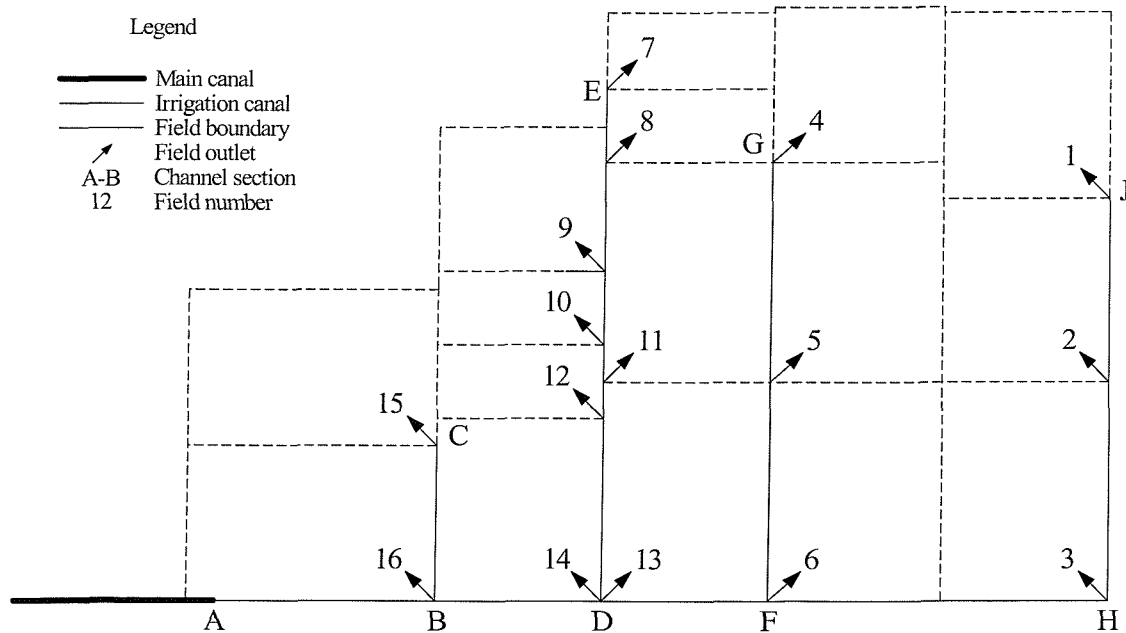 Legend
Main canal
Irrigation canal
Field boundary
Field outlet
A-B Channel section
12 Field number
7
E
8
G 4
1
J
9
10
11
5
2
12
15
C
16
14 13
6
3
A B D F H